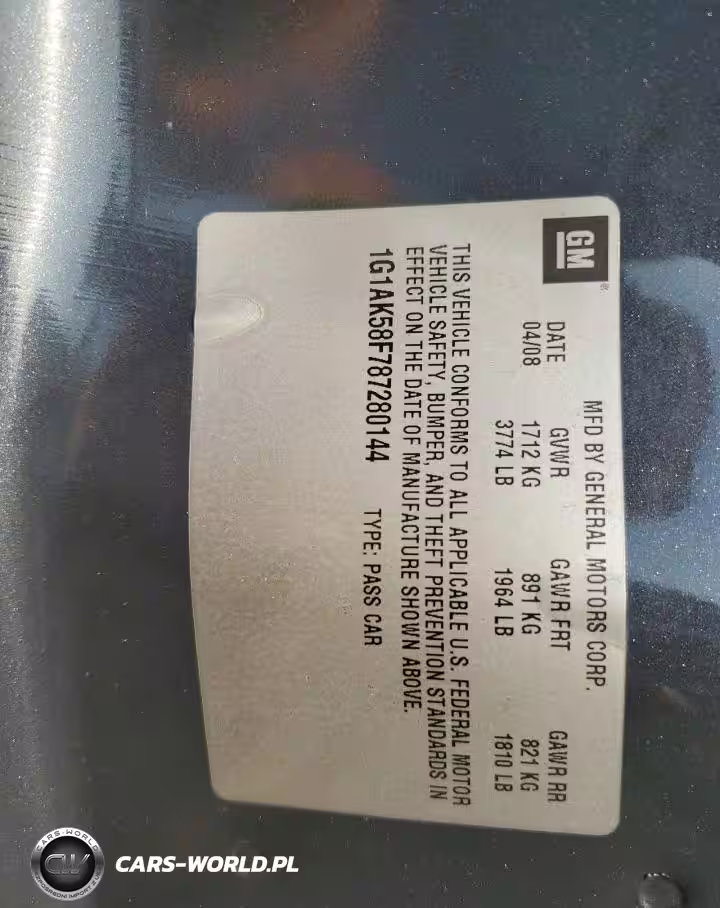 GM®
MFD BY GENERAL MOTORS CORP.
DATE GVWR GAWR FRT GAWR RR
04/08 1712 KG 891 KG 821 KG
3774 LB 1964 LB 1810 LB
THIS VEHICLE CONFORMS TO ALL APPLICABLE U.S. FEDERAL MOTOR
VEHICLE SAFETY, BUMPER, AND THEFT PREVENTION STANDARDS IN
EFFECT ON THE DATE OF MANUFACTURE SHOWN ABOVE.
1G1AK58F787280144 TYPE: PASS CAR
CARS-WORLD
CW
CARS-WORLD.PL